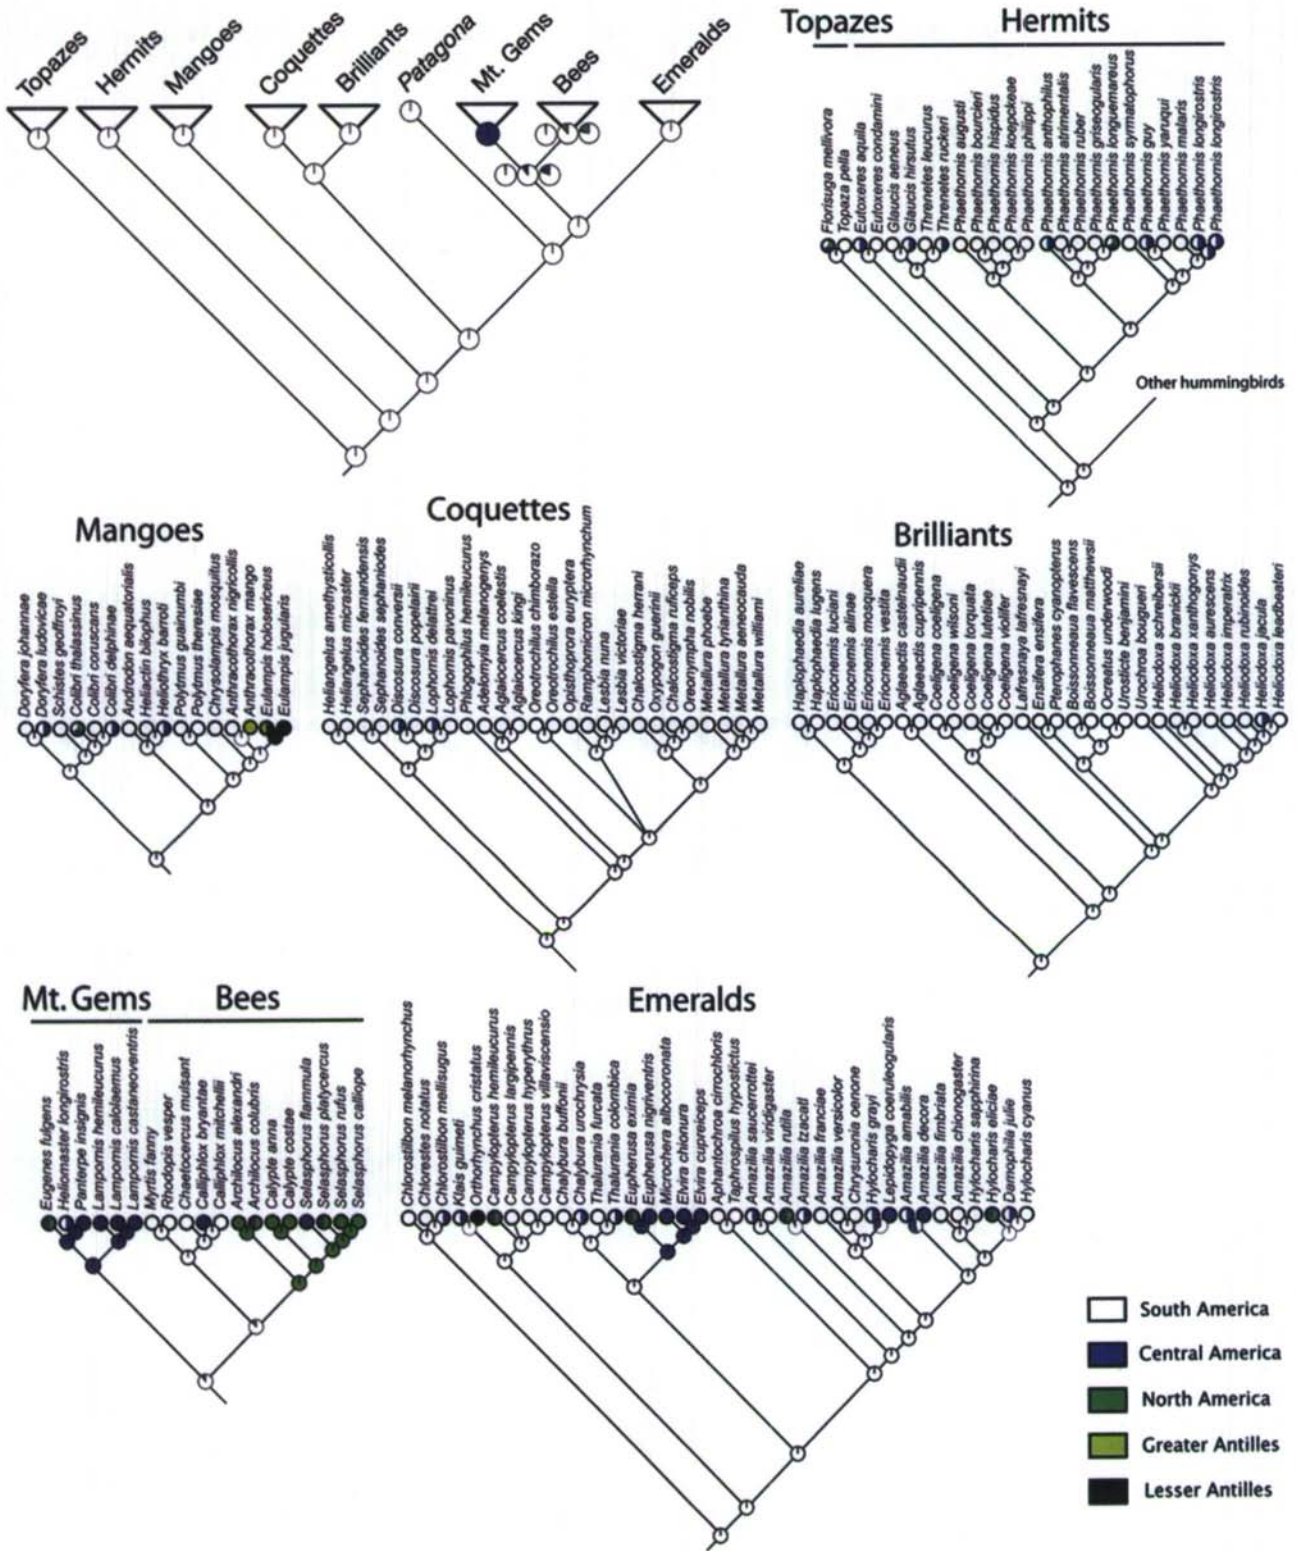 Topazes
Hermits
Mangoes
Coquettes
Brilliants
Patagona
Mt. Gems
Bees
Emeralds
Topazes
Hermits
Florisuga mellivora
Topaza pella
Eutoxeres aquila
Eutoxeres condamini
Glaucis aeneus
Glaucis hirsutus
Threnetes leucurus
Threnetes ruckeri
Phaethornis augusti
Phaethornis bourcieri
Phaethornis hispidus
Phaethornis koepckeae
Phaethornis philippi
Phaethornis anthophilus
Phaethornis atrimentalis
Phaethornis ruber
Phaethornis griseogularis
Phaethornis longuemareus
Phaethornis syrmatophorus
Phaethornis guy
Phaethornis yaruqui
Phaethornis malaris
Phaethornis longirostris
Phaethornis longirostris
Other hummingbirds
Mangoes
Doryfera johannae
Doryfera ludovicae
Schistes geoffroyi
Colibri thalassinus
Colibri coruscans
Colibri delphinae
Androdon aequatorialis
Heliactin bilophus
Heliothryx barroti
Polytmus guainumbi
Polytmus theresiae
Chrysolampis mosquitus
Anthracothorax nigricollis
Anthracothorax mango
Eulampis holosericeus
Eulampis jugularis
Coquettes
Heliangelus amethysticollis
Heliangelus micraster
Sephanoides fernandensis
Sephanoides sephaniodes
Discosura conversii
Discosura popelairii
Lophornis delattrei
Lophornis pavoninus
Phlogophilus hemileucurus
Adelomyia melanogenys
Aglaiocercus coelestis
Aglaiocercus kingi
Oreotrochilus chimborazo
Oreotrochilus estella
Opisthoprora euryptera
Ramphomicron microrhynchum
Lesbia nuna
Lesbia victoriae
Chalcostigma herrani
Oxypogon guerinii
Chalcostigma ruficeps
Oreonympha nobilis
Metallura phoebe
Metallura tyrianthina
Metallura aeneocauda
Metallura williami
Brilliants
Haplophaedia aureliae
Haplophaedia lugens
Eriocnemis luciani
Eriocnemis alinae
Eriocnemis mosquera
Eriocnemis vestita
Aglaeactis castelnaudii
Aglaeactis cupripennis
Coeligena coeligena
Coeligena wilsoni
Coeligena torquata
Coeligena lutetiae
Coeligena violifer
Lafresnaya lafresnayi
Ensifera ensifera
Pterophanes cyanopterus
Boissonneaua flavescens
Boissonneaua matthewsii
Ocreatus underwoodi
Urosticte benjamini
Urochroa bougueri
Heliodoxa schreibersii
Heliodoxa branickii
Heliodoxa xanthogonys
Heliodoxa aurescens
Heliodoxa imperatrix
Heliodoxa rubinoides
Heliodoxa jacula
Heliodoxa leadbeateri
Mt. Gems
Bees
Eugenes fulgens
Heliomaster longirostris
Panterpe insignis
Lampornis hemileucurus
Lampornis calolaemus
Lampornis castaneoventris
Myrtis fanny
Rhodopis vesper
Chaetocercus mulsant
Calliphlox bryantae
Calliphlox mitchellii
Archilocus alexandri
Archilocus colubris
Calypte anna
Calypte costae
Selasphorus flammula
Selasphorus platycercus
Selasphorus rufus
Selasphorus calliope
Emeralds
Chlorostilbon melanorhynchus
Chlorestes notatus
Chlorostilbon mellisugus
Klais guimeti
Orthorhynchus cristatus
Campylopterus hemileucurus
Campylopterus largipennis
Campylopterus hyperythrus
Campylopterus villaviscensio
Chalybura buffonii
Chalybura urochrysia
Thalurania furcata
Thalurania colombica
Eupherusa eximia
Eupherusa nigriventris
Microchera albocoronata
Elvira chionura
Elvira cupreiceps
Aphantochroa cirrochloris
Taphrospilus hypostictus
Amazilia saucerrottei
Amazilia viridigaster
Amazilia rutila
Amazilia tzacatl
Amazilia franciae
Amazilia versicolor
Chrysuronia oenone
Hylocharis grayi
Lepidopyga coeruleogularis
Amazilia amabilis
Amazilia decora
Amazilia fimbriata
Amazilia chionogaster
Hylocharis sapphirina
Hylocharis eliciae
Damophila julie
Hylocharis cyanus
South America
Central America
North America
Greater Antilles
Lesser Antilles